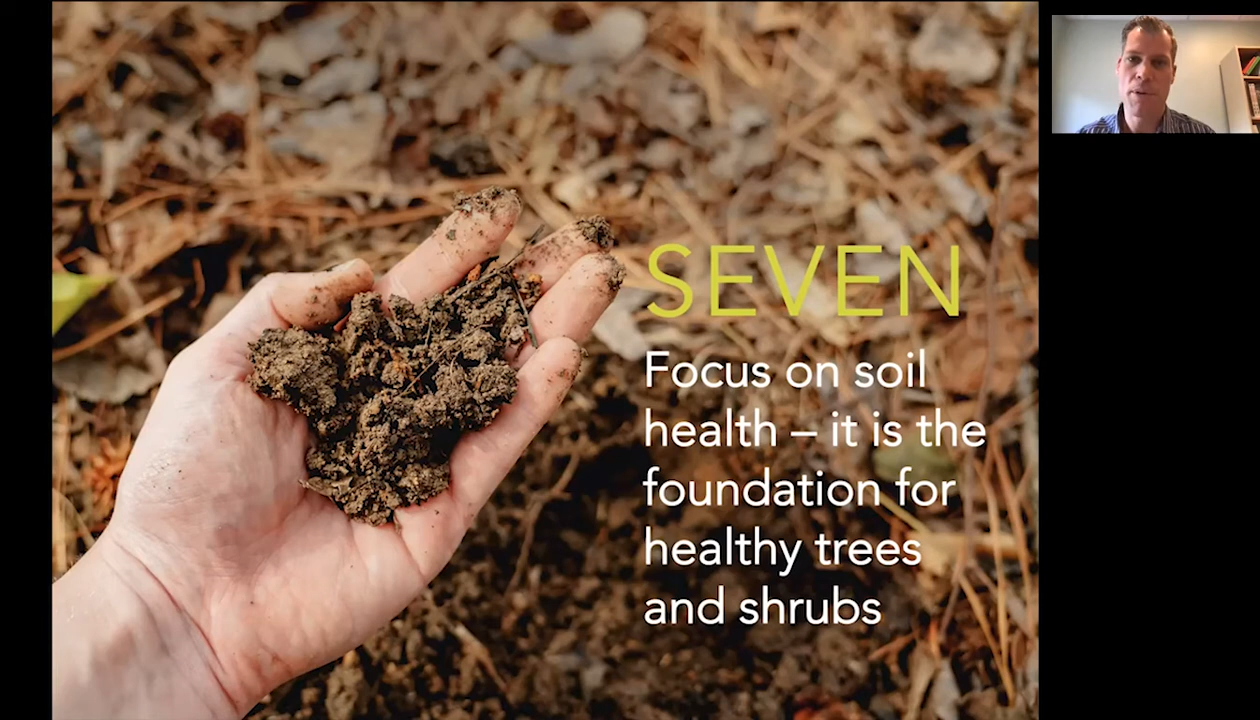 SEVEN
Focus on soil
health – it is the
foundation for
healthy trees
and shrubs